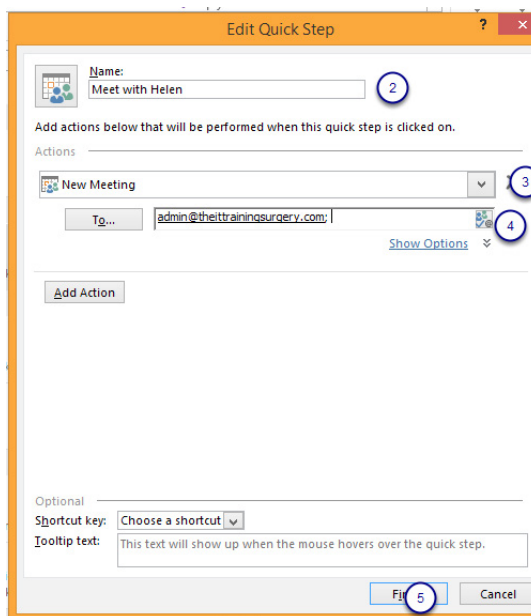 Edit Quick Step
?
x
Name:
Meet with Helen
2
Add actions below that will be performed when this quick step is clicked on.
Actions
New Meeting
3
To...
admin@theittrainingsurgery.com;
4
Show Options
Add Action
Optional
Shortcut key:
Choose a shortcut
Tooltip text:
This text will show up when the mouse hovers over the quick step.
5
Cancel